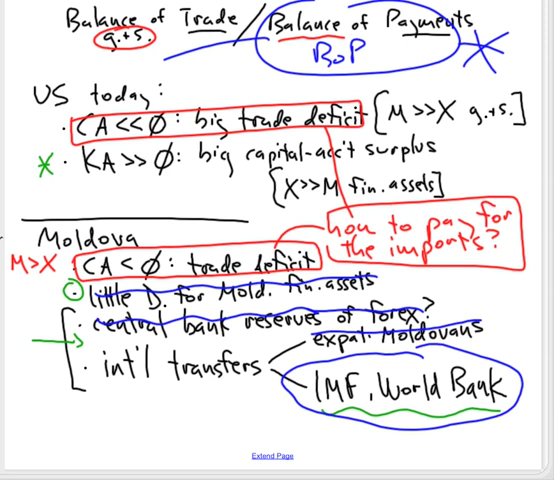 Balance of Trade / Balance of Payments
g.+s. BoP
US today:
· CA << Ø : big trade deficit [M >> X g.+s.]
* · KA >> Ø : big capital-acc't surplus
[X >> M fin. assets]
Moldova
how to pay for the imports?
M > X · CA < Ø : trade deficit
· little D. for Mold. fin. assets
· central bank reserves of forex?
· int'l transfers
expat. Moldovans
IMF, World Bank
Extend Page